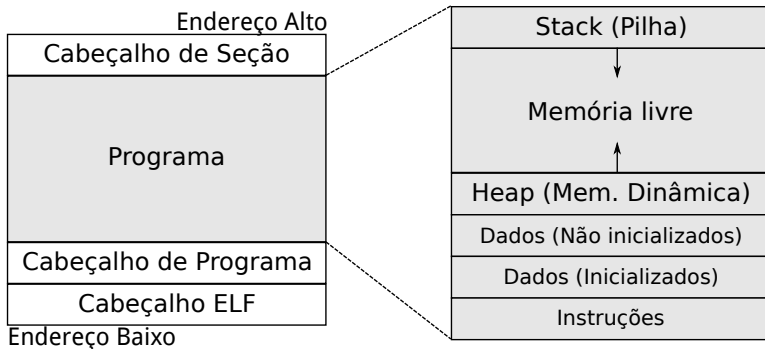 Endereço Alto
Cabeçalho de Seção
Programa
Cabeçalho de Programa
Cabeçalho ELF
Endereço Baixo
Stack (Pilha)
Memória livre
Heap (Mem. Dinâmica)
Dados (Não inicializados)
Dados (Inicializados)
Instruções